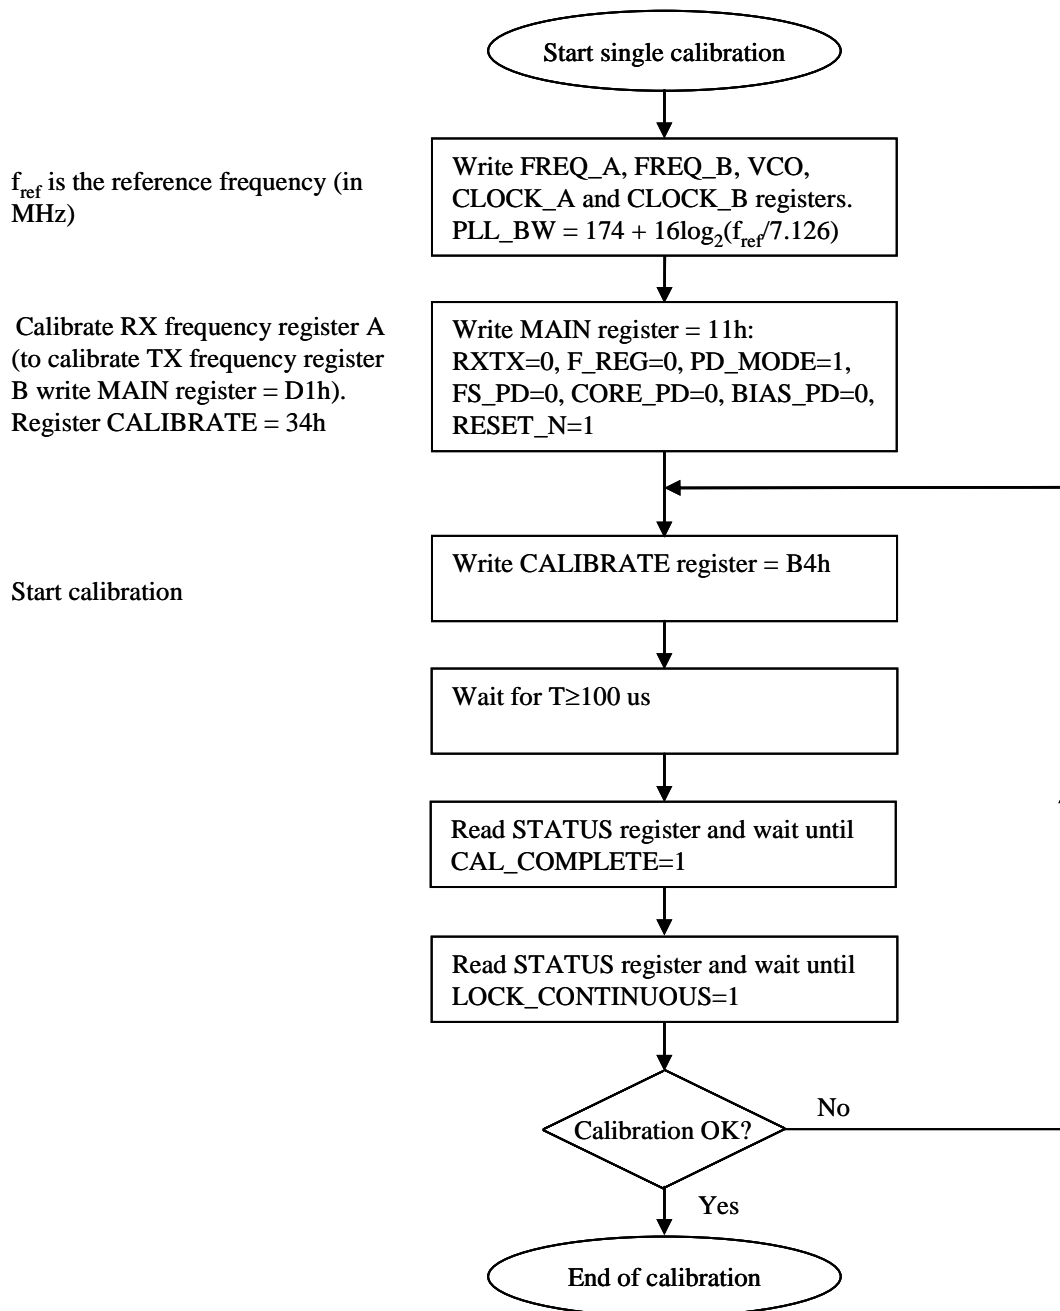 Start single calibration
f_ref is the reference frequency (in
MHz)
Write FREQ_A, FREQ_B, VCO,
CLOCK_A and CLOCK_B registers.
PLL_BW = 174 + 16log₂(f_ref/7.126)
Calibrate RX frequency register A
(to calibrate TX frequency register
B write MAIN register = D1h).
Register CALIBRATE = 34h
Write MAIN register = 11h:
RXTX=0, F_REG=0, PD_MODE=1,
FS_PD=0, CORE_PD=0, BIAS_PD=0,
RESET_N=1
Start calibration
Write CALIBRATE register = B4h
Wait for T≥100 us
Read STATUS register and wait until
CAL_COMPLETE=1
Read STATUS register and wait until
LOCK_CONTINUOUS=1
Calibration OK?
No
Yes
End of calibration